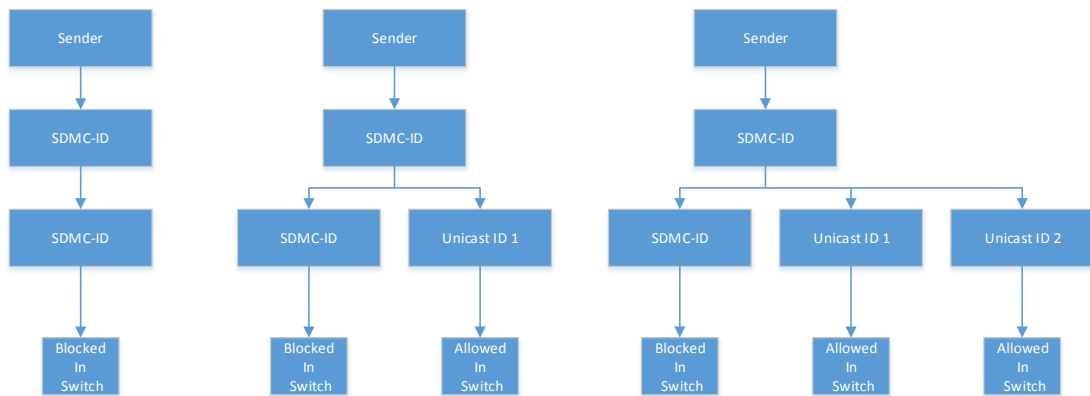 Sender
SDMC-ID
SDMC-ID
Blocked
In
Switch
Sender
SDMC-ID
SDMC-ID
Unicast ID 1
Blocked
In
Switch
Allowed
In
Switch
Sender
SDMC-ID
SDMC-ID
Unicast ID 1
Unicast ID 2
Blocked
In
Switch
Allowed
In
Switch
Allowed
In
Switch